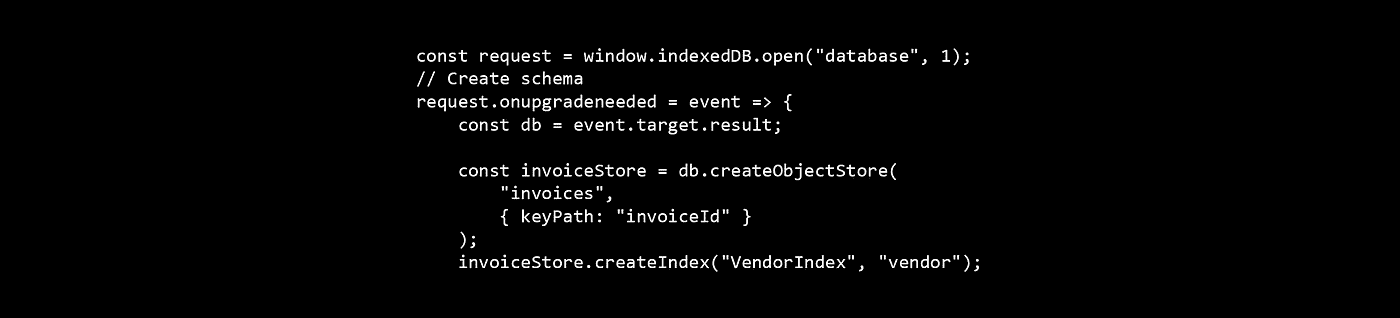 const request = window.indexedDB.open("database", 1);
// Create schema
request.onupgradeneeded = event => {
    const db = event.target.result;

    const invoiceStore = db.createObjectStore(
        "invoices",
        { keyPath: "invoiceId" }
    );
    invoiceStore.createIndex("VendorIndex", "vendor");